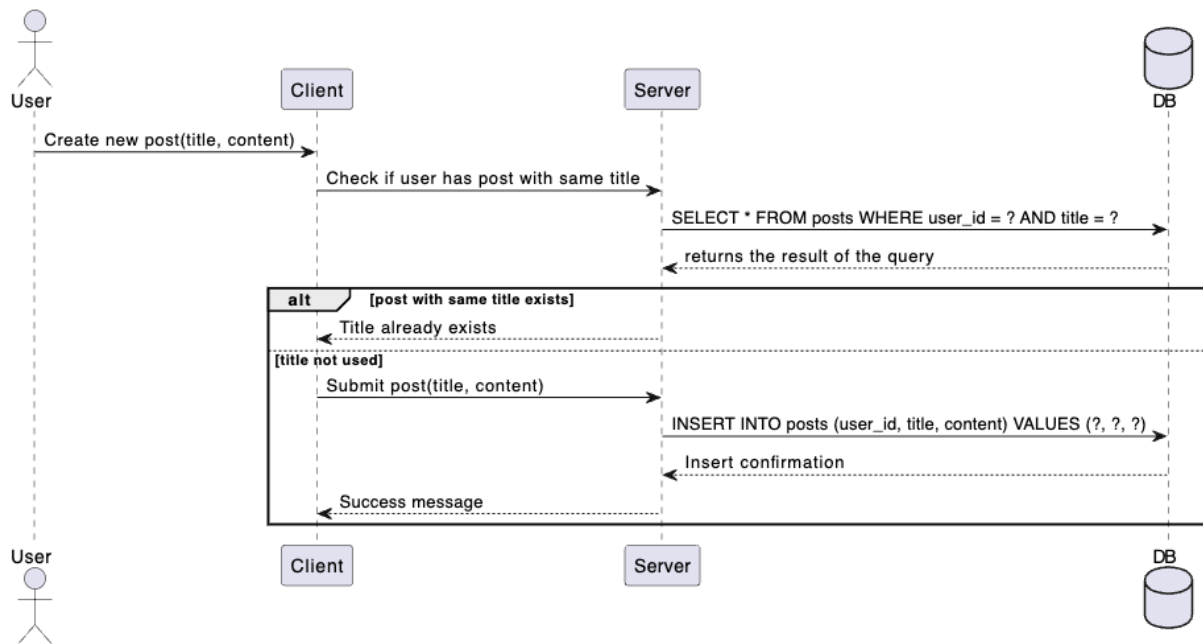 User
Client
Server
DB
Create new post(title, content)
Check if user has post with same title
SELECT * FROM posts WHERE user_id = ? AND title = ?
returns the result of the query
alt [post with same title exists]
Title already exists
[title not used]
Submit post(title, content)
INSERT INTO posts (user_id, title, content) VALUES (?, ?, ?)
Insert confirmation
Success message
User
Client
Server
DB